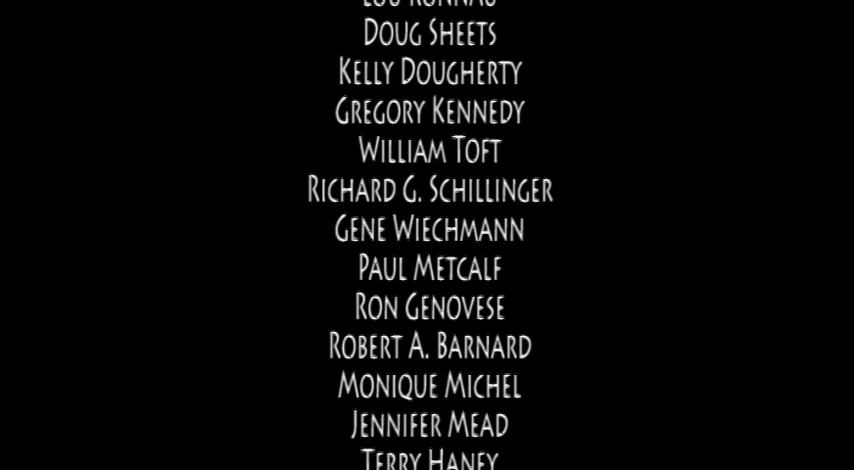 Doug Sheets
Kelly Dougherty
Gregory Kennedy
William Toft
Richard G. Schillinger
Gene Wiechmann
Paul Metcalf
Ron Genovese
Robert A. Barnard
Monique Michel
Jennifer Mead
Terry Haney